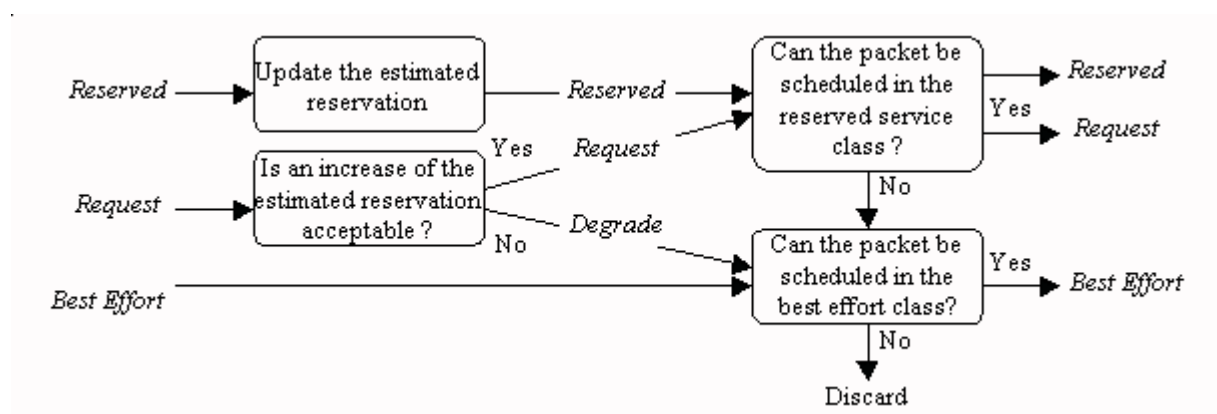 Reserved
Update the estimated
reservation
Reserved
Can the packet be
scheduled in the
reserved service
class ?
Reserved
Yes
Request
Request
Is an increase of the
estimated reservation
acceptable ?
Yes
Request
No
Degrade
No
Best Effort
Can the packet be
scheduled in the
best effort class?
Yes
Best Effort
No
Discard